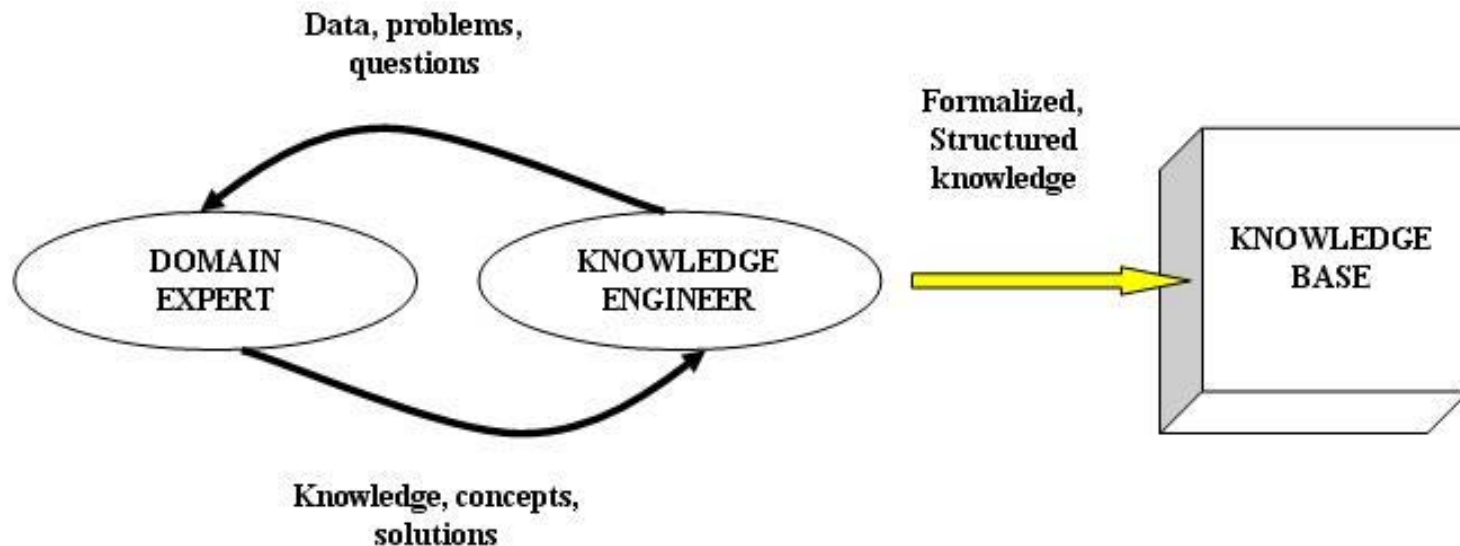 Data, problems,
questions
Formalized,
Structured
knowledge
DOMAIN
EXPERT
KNOWLEDGE
ENGINEER
KNOWLEDGE
BASE
Knowledge, concepts,
solutions